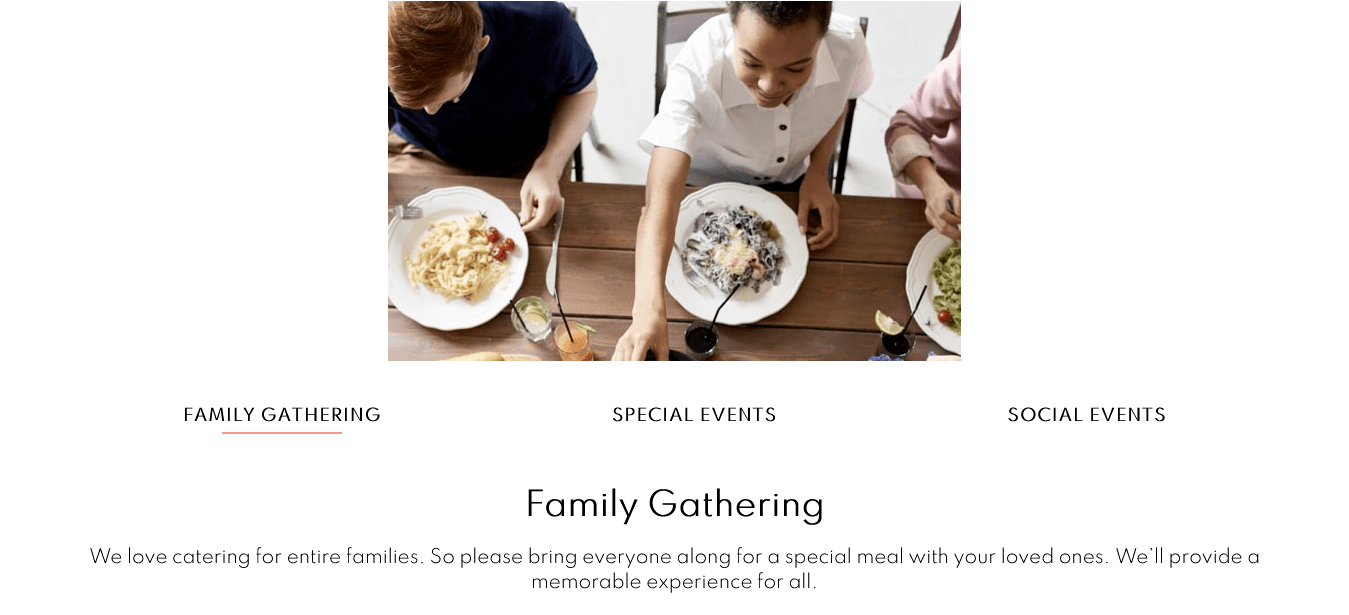 FAMILY GATHERING
SPECIAL EVENTS
SOCIAL EVENTS
Family Gathering
We love catering for entire families. So please bring everyone along for a special meal with your loved ones. We'll provide a
memorable experience for all.